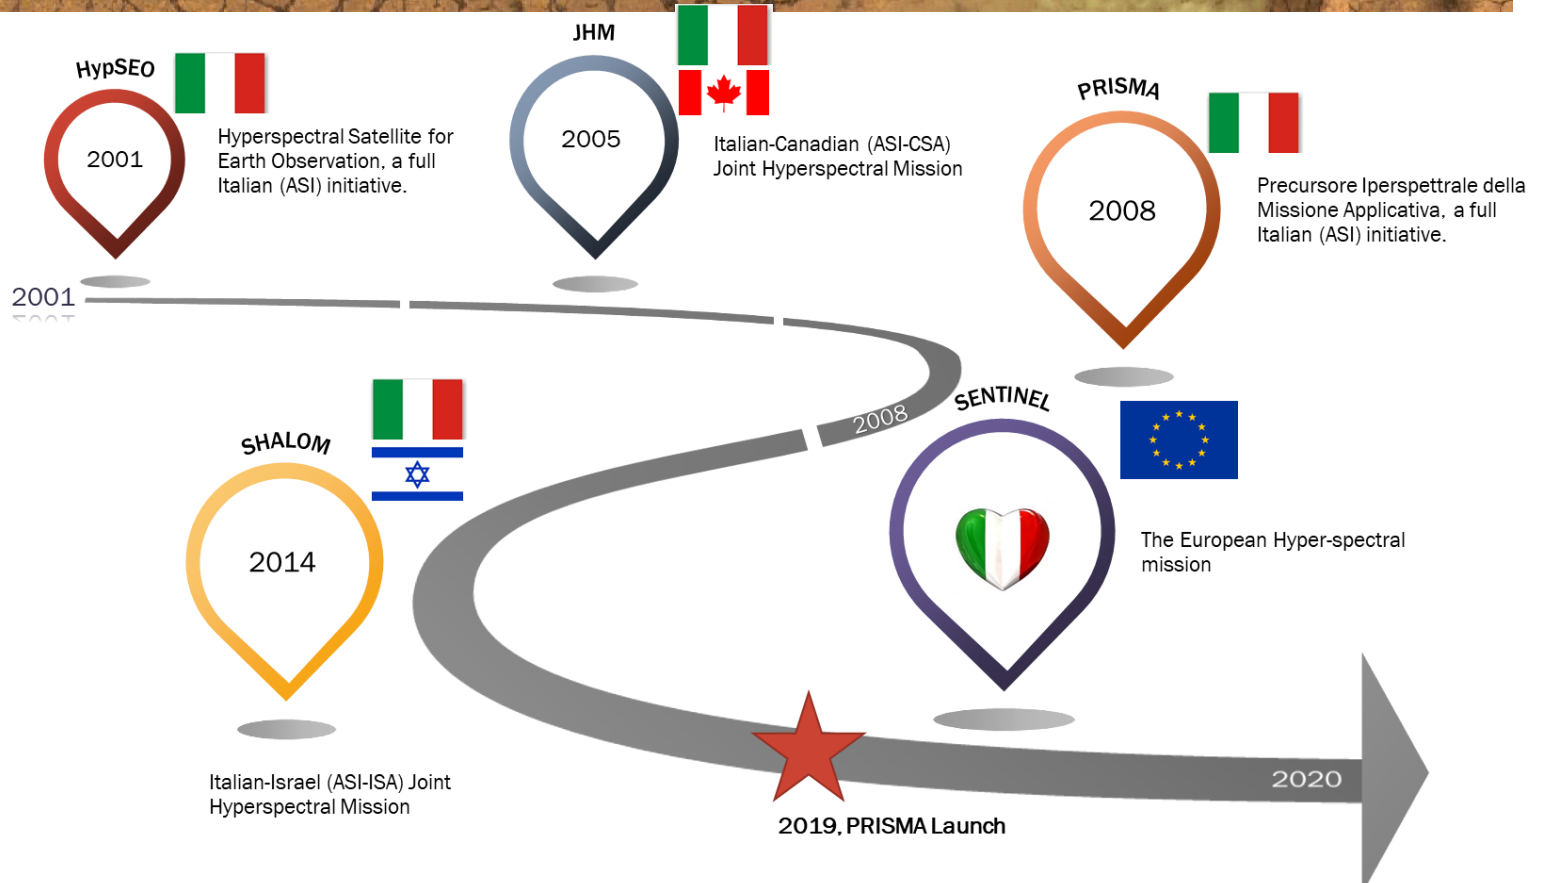 HypSEO
2001
Hyperspectral Satellite for
Earth Observation, a full
Italian (ASI) initiative.
JHM
2005
Italian-Canadian (ASI-CSA)
Joint Hyperspectral Mission
PRISMA
2008
Precursore Iperspettrale della
Missione Applicativa, a full
Italian (ASI) initiative.
2001
2008
SHALOM
2014
Italian-Israel (ASI-ISA) Joint
Hyperspectral Mission
SENTINEL
The European Hyper-spectral
mission
2020
2019, PRISMA Launch